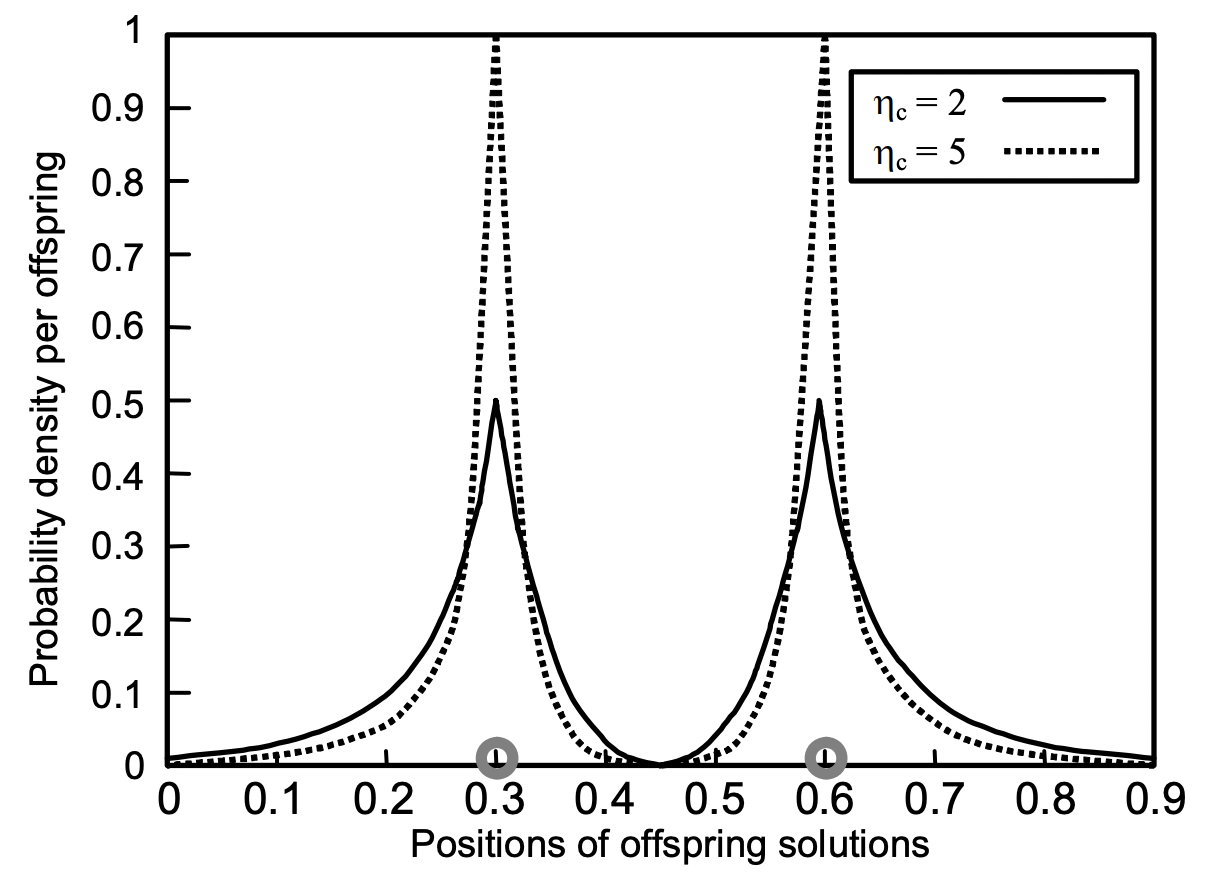 1
0.9
0.8
0.7
0.6
0.5
0.4
0.3
0.2
0.1
0
Probability density per offspring
ηc = 2
ηc = 5
0 0.1 0.2 0.3 0.4 0.5 0.6 0.7 0.8 0.9
Positions of offspring solutions